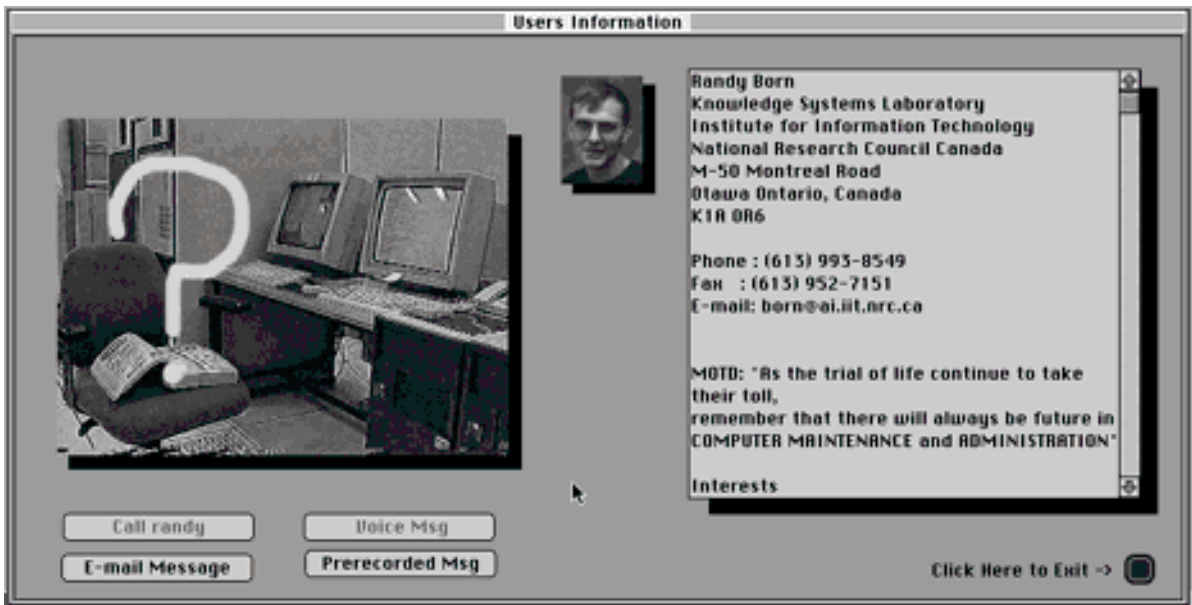 Users Information
Randy Born
Knowledge Systems Laboratory
Institute for Information Technology
National Research Council Canada
M-50 Montreal Road
Otawa Ontario, Canada
K1A 0R6
Phone : (613) 993-8549
Fax : (613) 952-7151
E-mail: born@ai.iit.nrc.ca
MOTD: "As the trial of life continue to take
their toll,
remember that there will always be future in
COMPUTER MAINTENANCE and ADMINISTRATION"
Interests
Call randy
Voice Msg
E-mail Message
Prerecorded Msg
Click Here to Exit ->